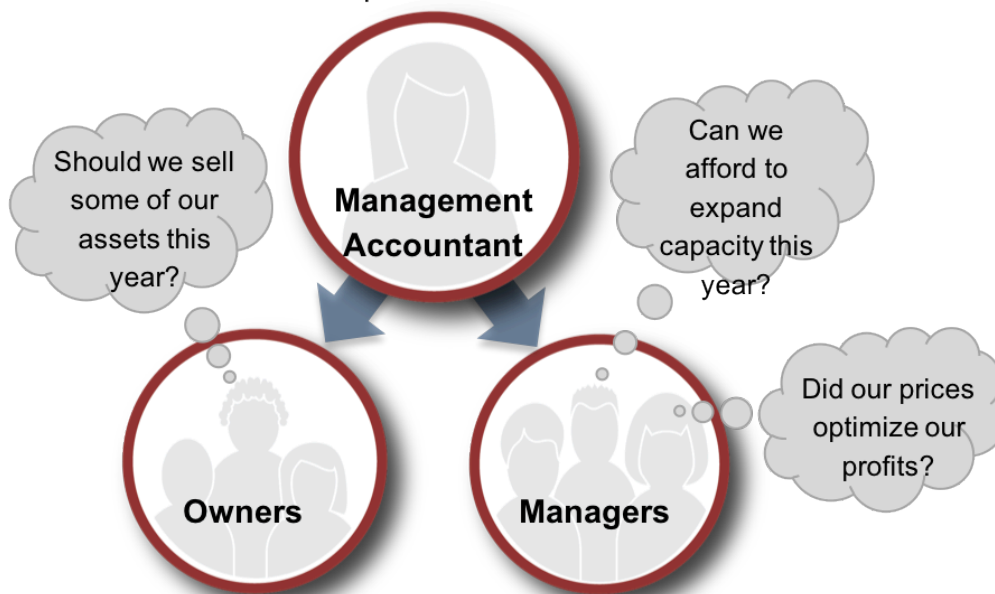 Management
Accountant
Should we sell
some of our
assets this
year?
Can we
afford to
expand
capacity this
year?
Did our prices
optimize our
profits?
Owners
Managers